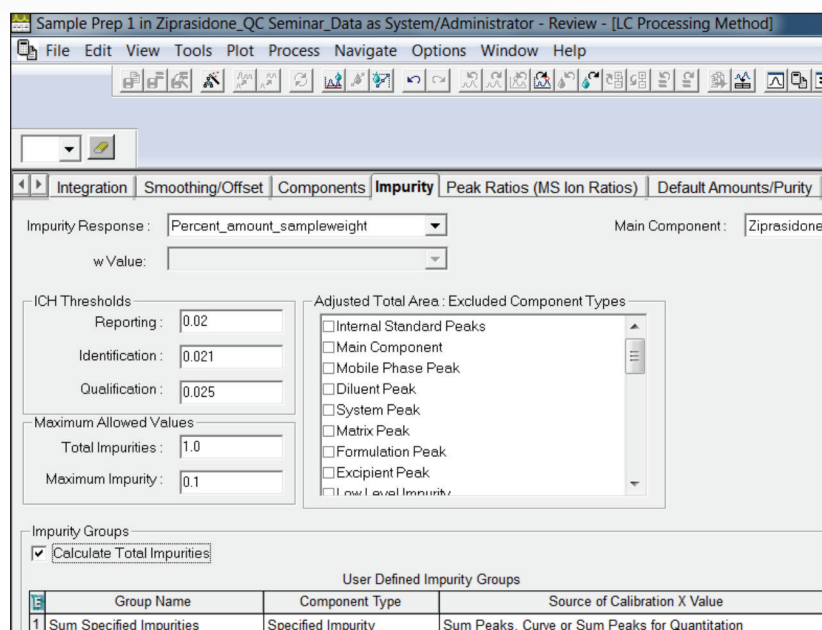 Sample Prep 1 in Ziprasidone_QC Seminar_Data as System/Administrator - Review - [LC Processing Method]
File Edit View Tools Plot Process Navigate Options Window Help
Integration Smoothing/Offset Components Impurity Peak Ratios (MS Ion Ratios) Default Amounts/Purity
Impurity Response : Percent_amount_sampleweight Main Component : Ziprasidone
w Value:
ICH Thresholds
Reporting : 0.02
Identification : 0.021
Qualification : 0.025
Maximum Allowed Values
Total Impurities : 1.0
Maximum Impurity : 0.1
Adjusted Total Area : Excluded Component Types
Internal Standard Peaks
Main Component
Mobile Phase Peak
Diluent Peak
System Peak
Matrix Peak
Formulation Peak
Excipient Peak
Low Level Impurity
Impurity Groups
Calculate Total Impurities
User Defined Impurity Groups
Group Name Component Type Source of Calibration X Value
1 Sum Specified Impurities Specified Impurity Sum Peaks, Curve or Sum Peaks for Quantitation